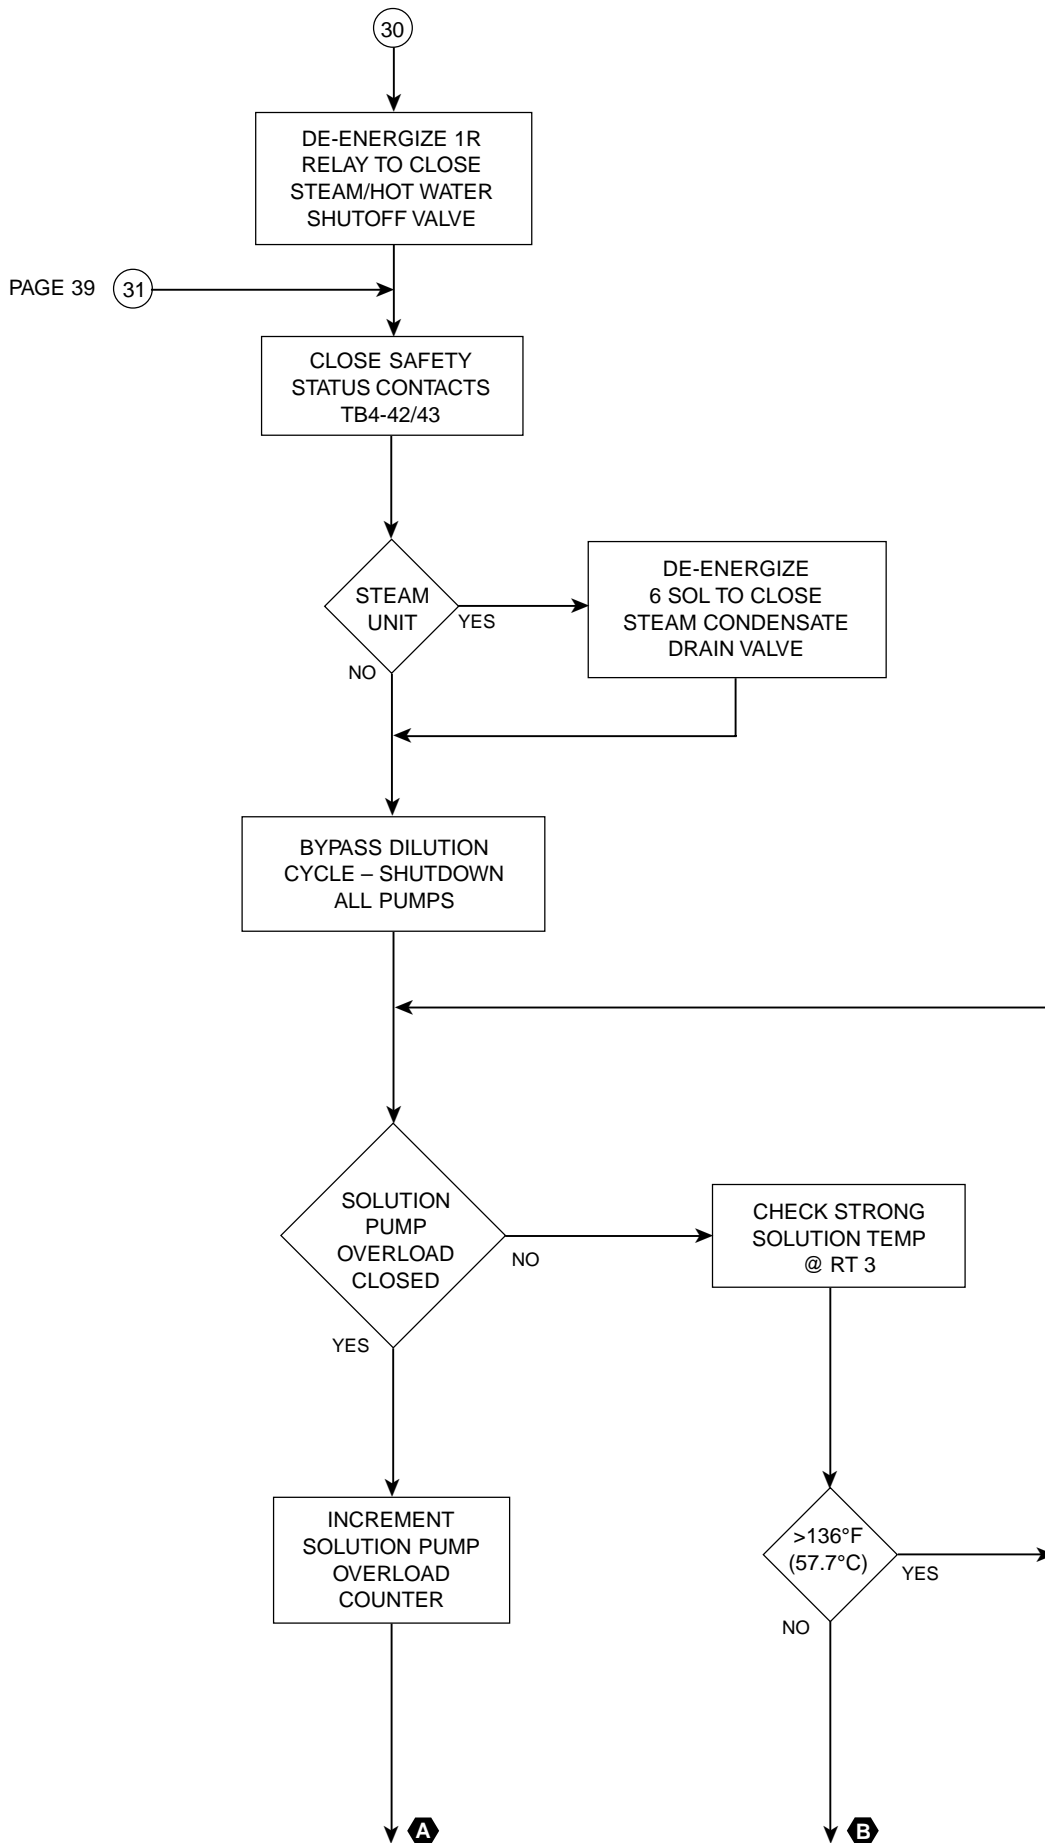 30
DE-ENERGIZE 1R
RELAY TO CLOSE
STEAM/HOT WATER
SHUTOFF VALVE
PAGE 39
31
CLOSE SAFETY
STATUS CONTACTS
TB4-42/43
STEAM
UNIT
YES
NO
DE-ENERGIZE
6 SOL TO CLOSE
STEAM CONDENSATE
DRAIN VALVE
BYPASS DILUTION
CYCLE – SHUTDOWN
ALL PUMPS
SOLUTION
PUMP
OVERLOAD
CLOSED
NO
YES
CHECK STRONG
SOLUTION TEMP
@ RT 3
INCREMENT
SOLUTION PUMP
OVERLOAD
COUNTER
>136°F
(57.7°C)
YES
NO
A
B